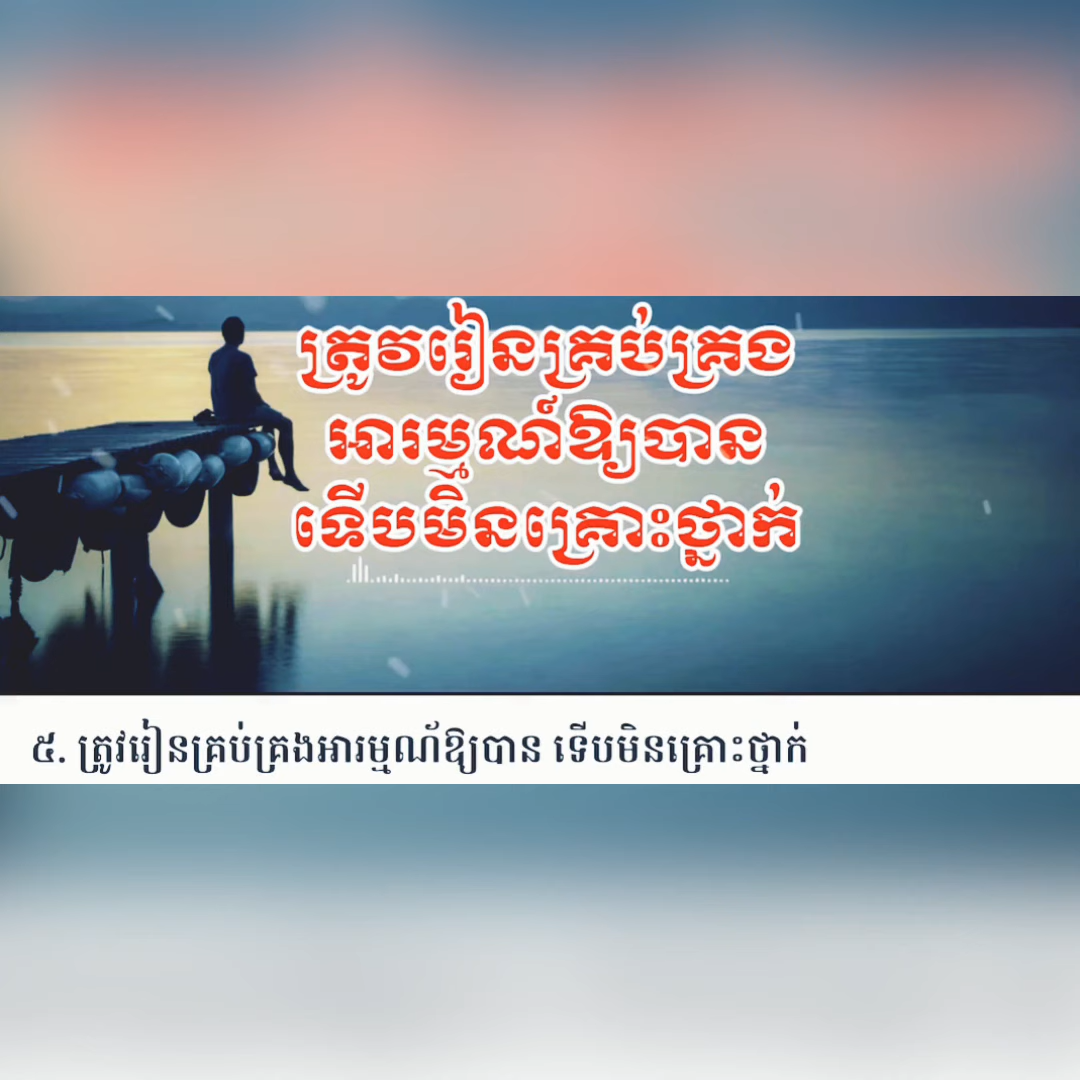 ត្រូវរៀនគ្រប់គ្រង
អារម្មណ៍ឱ្យបាន
ទើបមិនគ្រោះថ្នាក់
៥. ត្រូវរៀនគ្រប់គ្រងអារម្មណ៍ឱ្យបាន ទើបមិនគ្រោះថ្នាក់